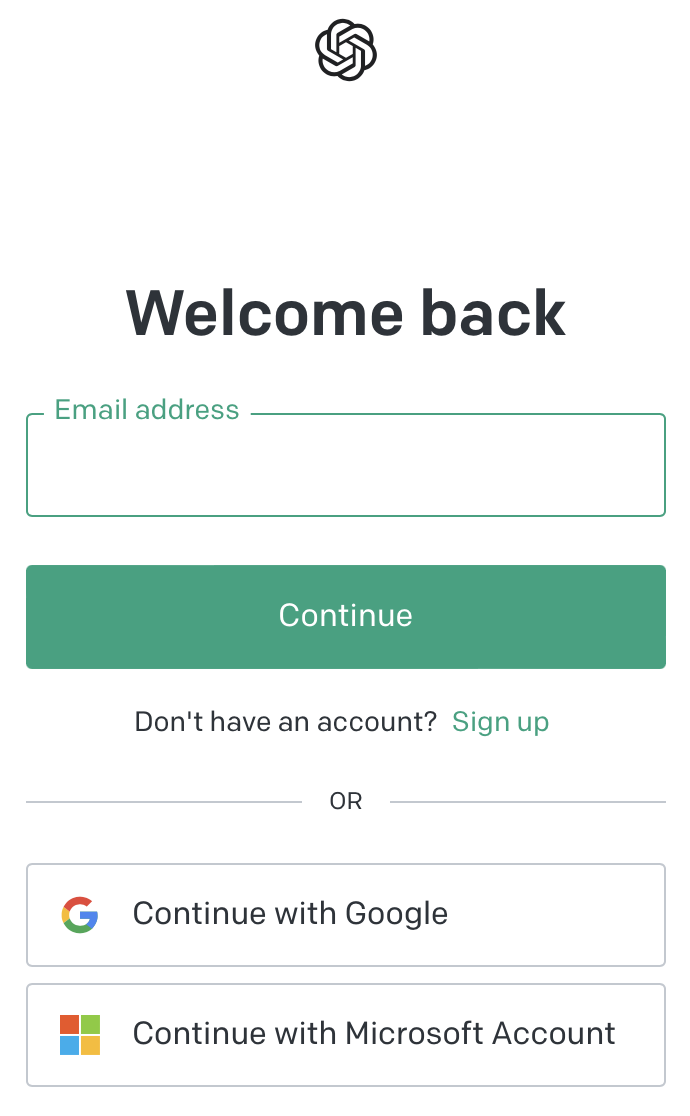 Welcome back
Email address
Continue
Don't have an account? Sign up
OR
Continue with Google
Continue with Microsoft Account